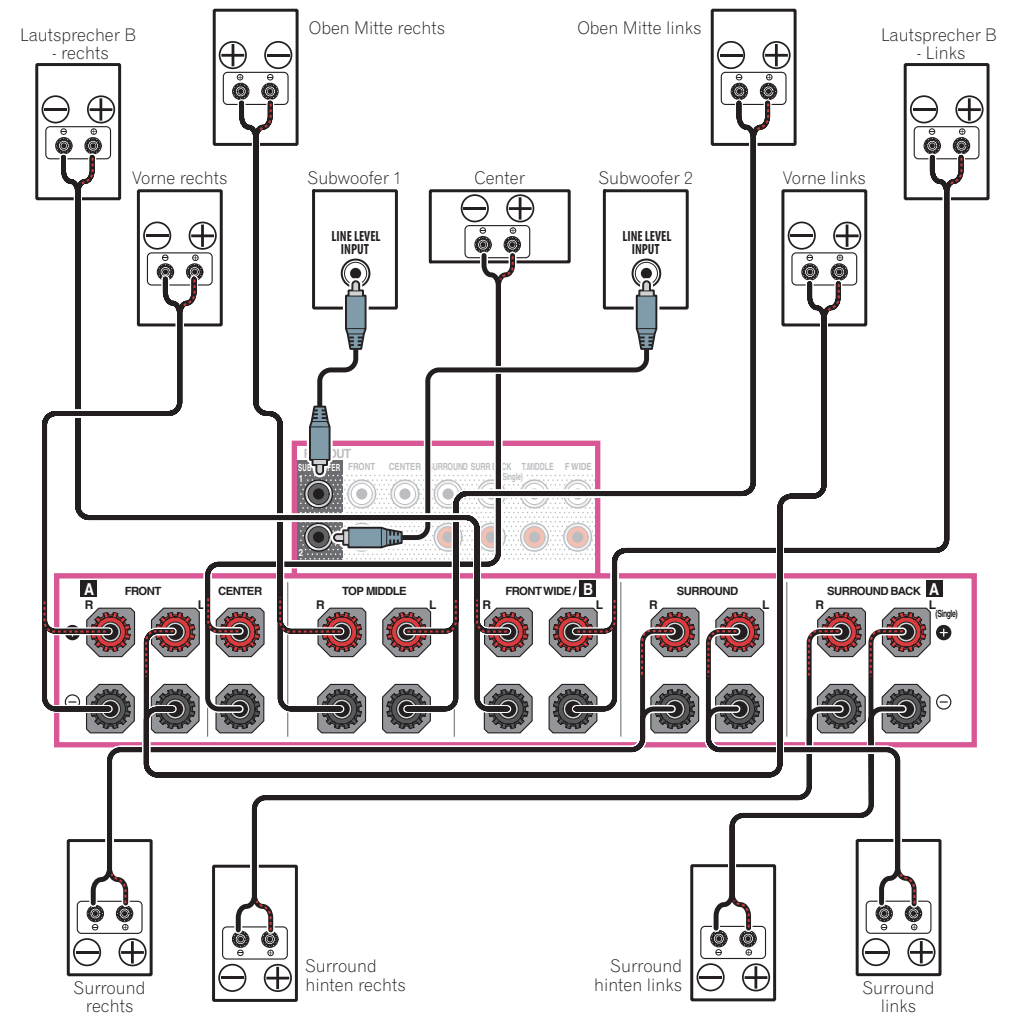 Lautsprecher B
- rechts
Oben Mitte rechts
Oben Mitte links
Lautsprecher B
- Links
Vorne rechts
Subwoofer 1
Center
Subwoofer 2
Vorne links
LINE LEVEL
INPUT
LINE LEVEL
INPUT
OUT
FRONT CENTER SURROUND T.MIDDLE F WIDE
(Single)
1
2
A FRONT CENTER TOP MIDDLE FRONT WIDE / B SURROUND SURROUND BACK A
R L R L R L R L R L
(Single)
Surround
rechts
Surround
hinten rechts
Surround
hinten links
Surround
links